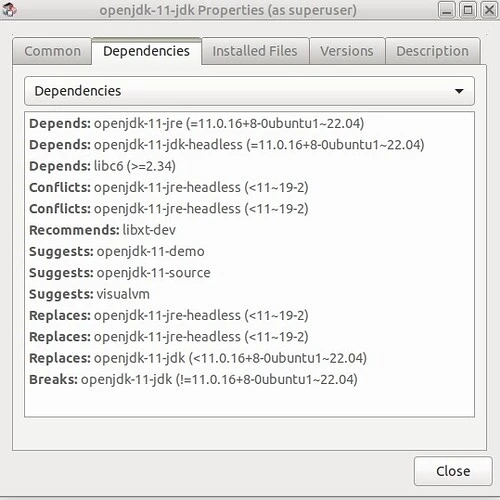 openjdk-11-jdk Properties (as superuser)
Common Dependencies Installed Files Versions Description
Dependencies
Depends: openjdk-11-jre (=11.0.16+8-0ubuntu1~22.04)
Depends: openjdk-11-jdk-headless (=11.0.16+8-0ubuntu1~22.04)
Depends: libc6 (>=2.34)
Conflicts: openjdk-11-jre-headless (<11~19-2)
Conflicts: openjdk-11-jre-headless (<11~19-2)
Recommends: libxt-dev
Suggests: openjdk-11-demo
Suggests: openjdk-11-source
Suggests: visualvm
Replaces: openjdk-11-jre-headless (<11~19-2)
Replaces: openjdk-11-jre-headless (<11~19-2)
Replaces: openjdk-11-jdk (<11.0.16+8-0ubuntu1~22.04)
Breaks: openjdk-11-jdk (!=11.0.16+8-0ubuntu1~22.04)
Close